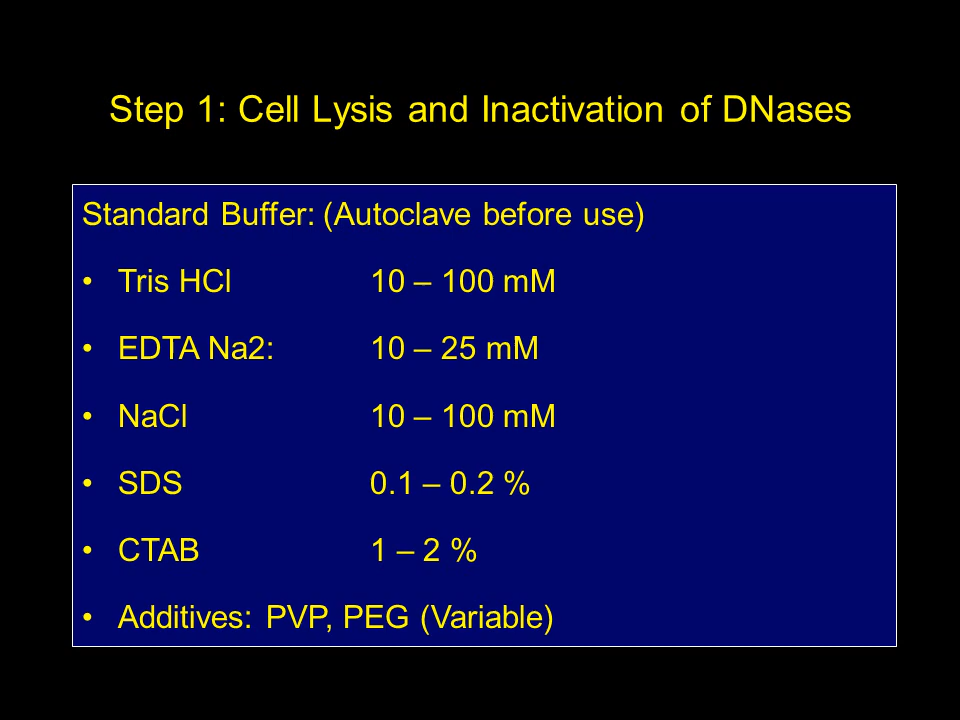 Step 1: Cell Lysis and Inactivation of DNases
Standard Buffer: (Autoclave before use)
• Tris HCl 10 – 100 mM
• EDTA Na2: 10 – 25 mM
• NaCl 10 – 100 mM
• SDS 0.1 – 0.2 %
• CTAB 1 – 2 %
• Additives: PVP, PEG (Variable)